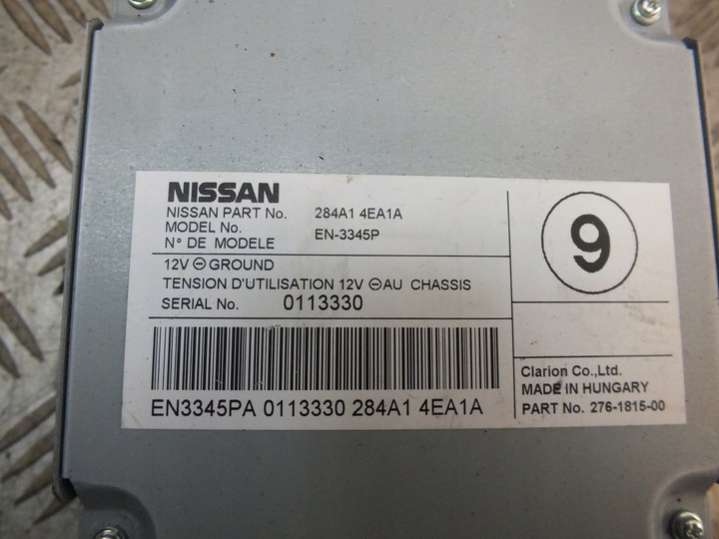 NISSAN
NISSAN PART No. 284A1 4EA1A
MODEL No.
N° DE MODELE EN-3345P
12V ⊖ GROUND
TENSION D'UTILISATION 12V ⊖ AU CHASSIS
SERIAL No. 0113330
EN3345PA 0113330 284A1 4EA1A
9
Clarion Co.,Ltd.
MADE IN HUNGARY
PART No. 276-1815-00